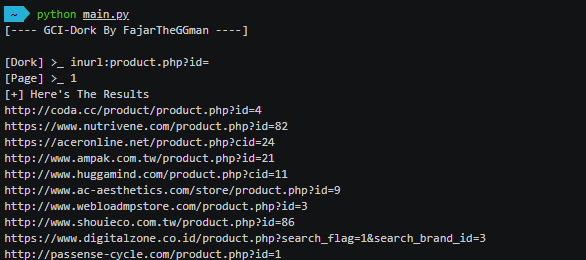 ~ python main.py
[---- GCI-Dork By FajarTheGGman ----]
[Dork] >_ inurl:product.php?id=
[Page] >_ 1
[+] Here's The Results
http://coda.cc/product/product.php?id=4
https://www.nutrivene.com/product.php?id=82
https://aceronline.net/product.php?cid=24
http://www.ampak.com.tw/product.php?id=21
http://www.huggamind.com/product.php?cid=11
http://www.ac-aesthetics.com/store/product.php?id=9
http://www.webloadmpstore.com/product.php?id=3
http://www.shouieco.com.tw/product.php?id=86
https://www.digitalzone.co.id/product.php?search_flag=1&search_brand_id=3
http://passense-cycle.com/product.php?id=1